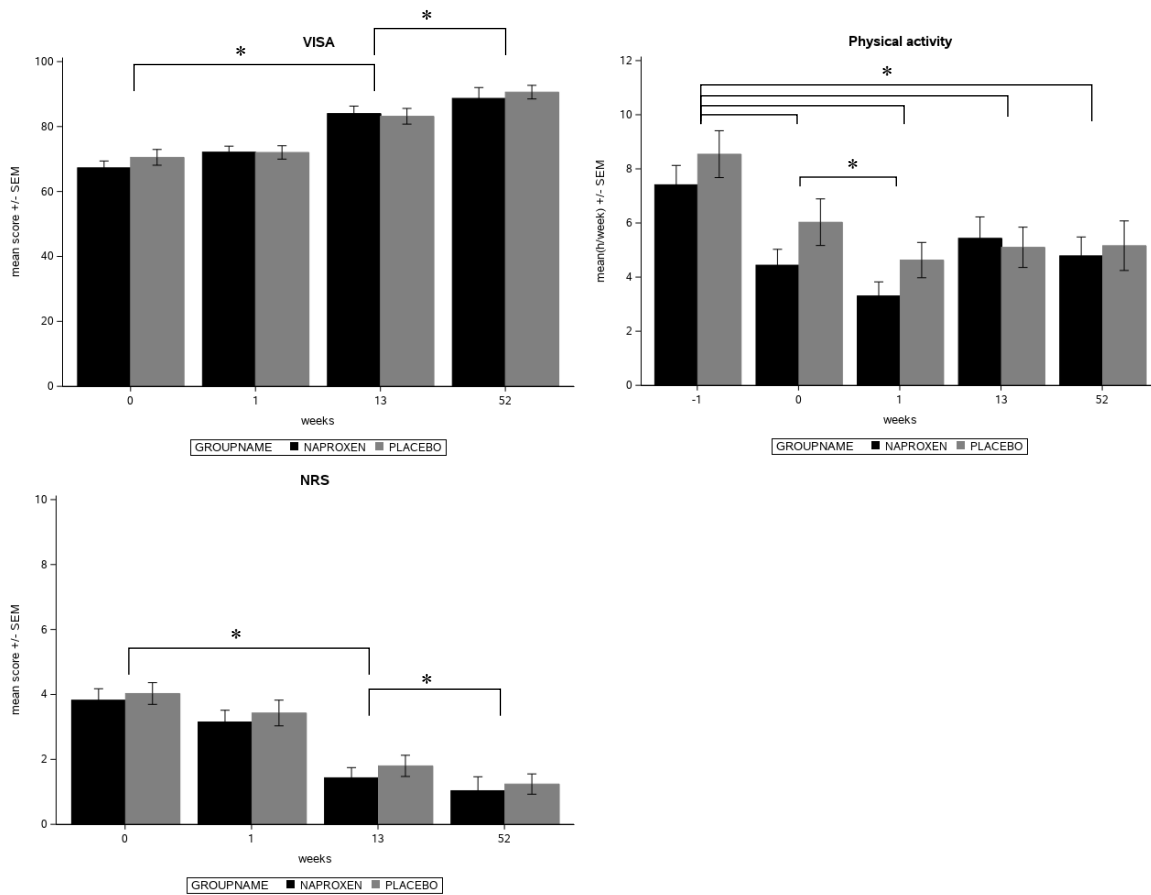 VISA
*
*
mean score +/- SEM
100
80
60
40
20
0
0 1 13 52
weeks
GROUPNAME NAPROXEN PLACEBO
Physical activity
*
*
mean(h/week) +/- SEM
12
10
8
6
4
2
0
-1 0 1 13 52
weeks
GROUPNAME NAPROXEN PLACEBO
NRS
*
*
mean score +/- SEM
10
8
6
4
2
0
0 1 13 52
weeks
GROUPNAME NAPROXEN PLACEBO